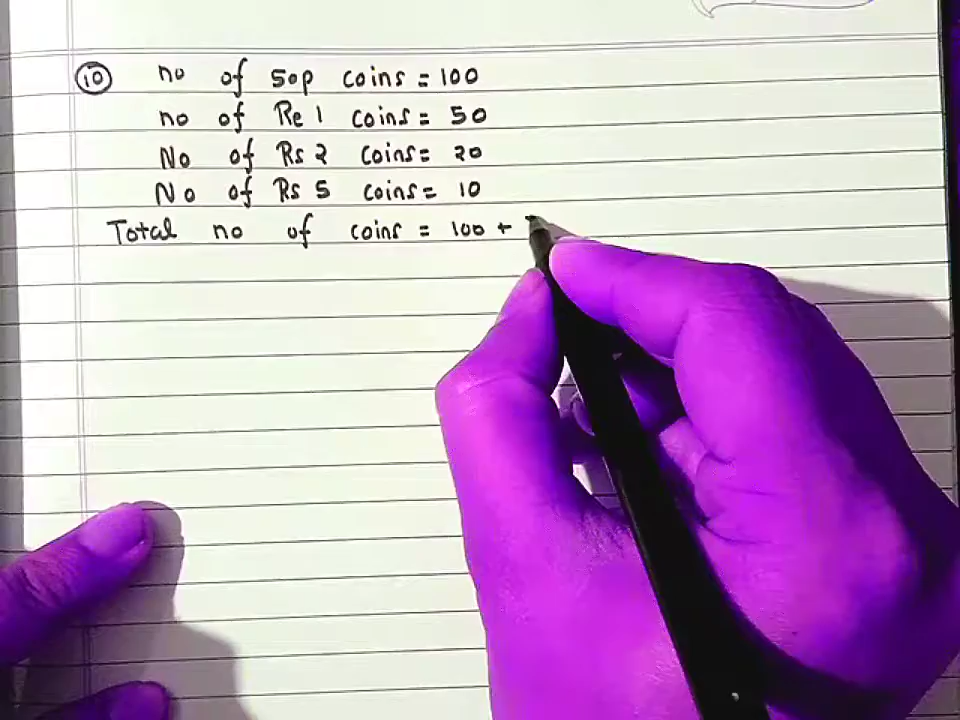 10 no of 50p coins = 100
no of Re 1 coins = 50
No of Rs 2 coins = 20
No of Rs 5 coins = 10
Total no of coins = 100 +